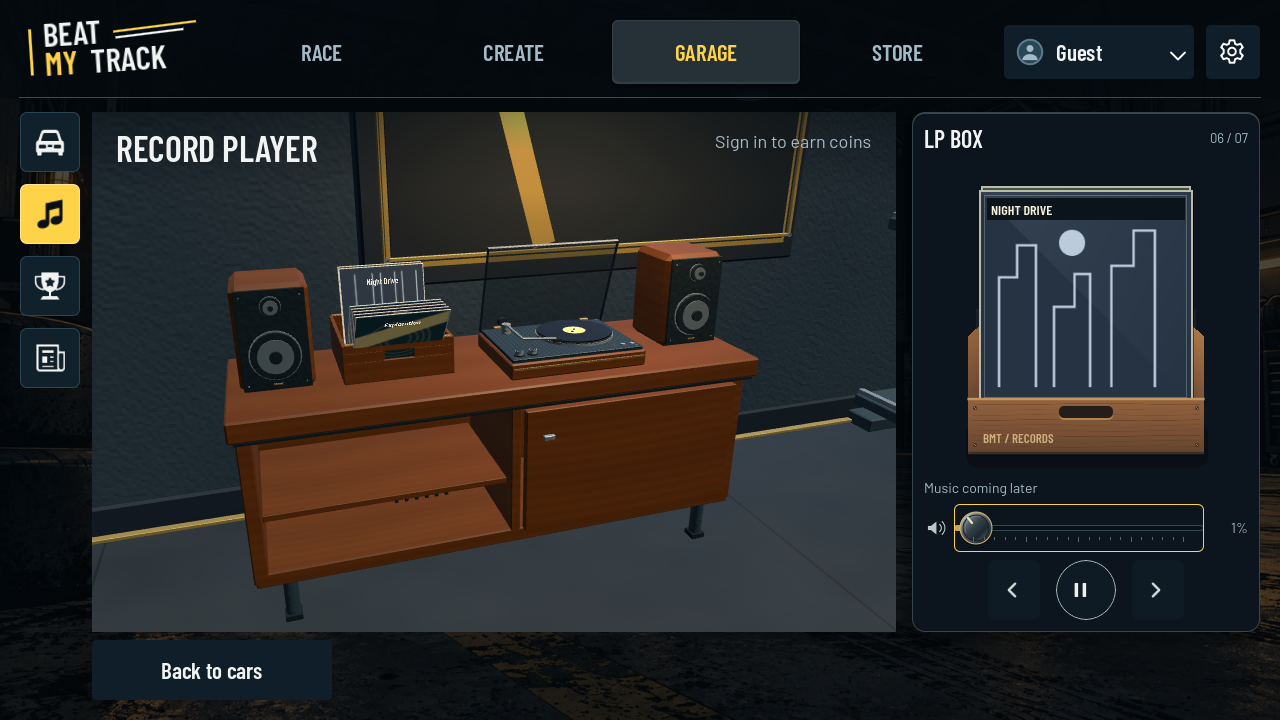 BEAT
MY TRACK
RACE
CREATE
GARAGE
STORE
Guest
RECORD PLAYER
Sign in to earn coins
Night Drive
Exploration
LP BOX
06 / 07
NIGHT DRIVE
BMT / RECORDS
Music coming later
1%
Back to cars